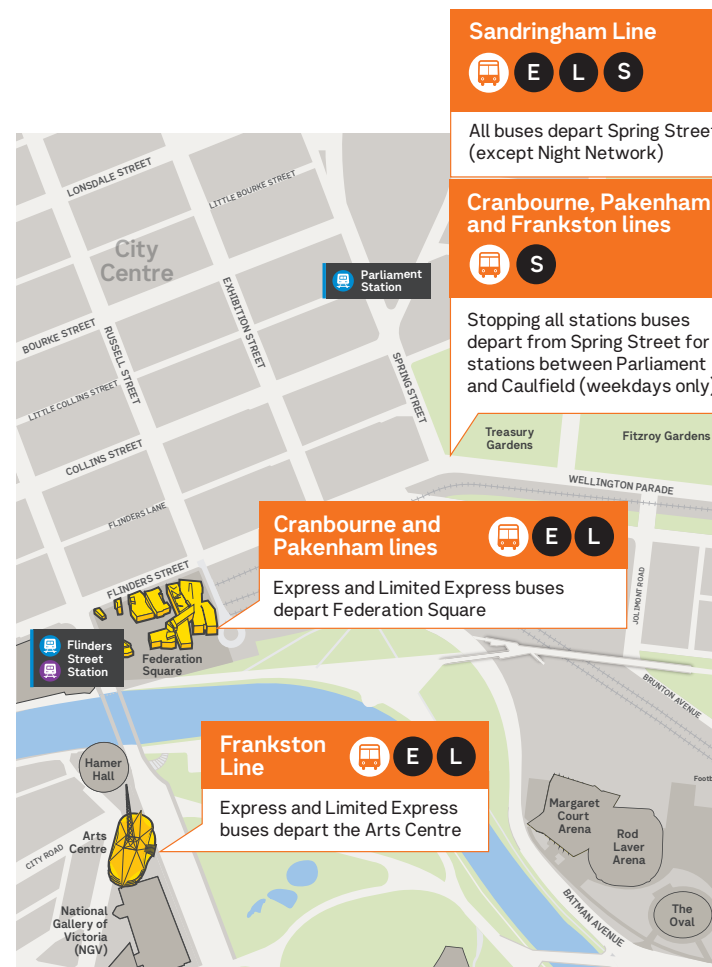 Sandringham Line
E L S
All buses depart Spring Street
(except Night Network)
Cranbourne, Pakenham
and Frankston lines
S
Stopping all stations buses
depart from Spring Street for
stations between Parliament
and Caulfield (weekdays only)
LONSDALE STREET
LITTLE BOURKE STREET
City
Centre
Parliament
Station
EXHIBITION STREET
BOURKE STREET
RUSSELL STREET
SPRING STREET
LITTLE COLLINS STREET
COLLINS STREET
Treasury
Gardens
Fitzroy Gardens
WELLINGTON PARADE
FLINDERS LANE
Cranbourne and
Pakenham lines
E L
Express and Limited Express buses
depart Federation Square
FLINDERS STREET
JOLIMONT ROAD
Flinders
Street
Station
Federation
Square
BRUNTON AVENUE
Frankston
Line
E L
Express and Limited Express
buses depart the Arts Centre
Hamer
Hall
Arts
Centre
CITY ROAD
National
Gallery of
Victoria
(NGV)
Margaret
Court
Arena
Rod
Laver
Arena
BATMAN AVENUE
The
Oval